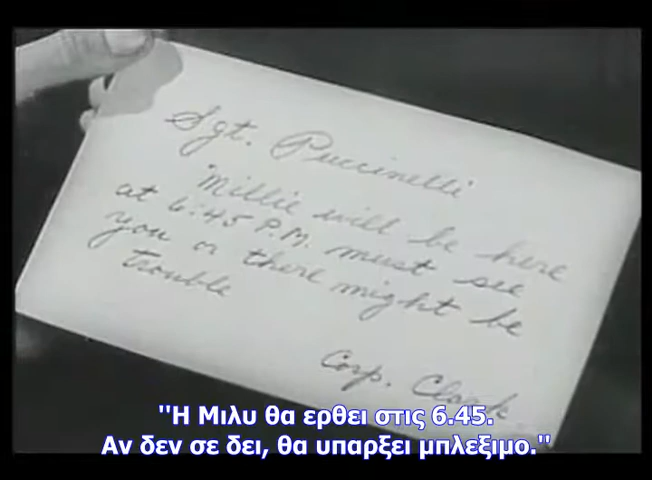 Sgt. Puccinelli
Millie will be here
at 6:45 P.M. must see
you or there might be
trouble
Corp. Clark
"Η Μιλυ θα ερθει στις 6.45.
Αν δεν σε δει, θα υπαρξει μπλεξιμο."